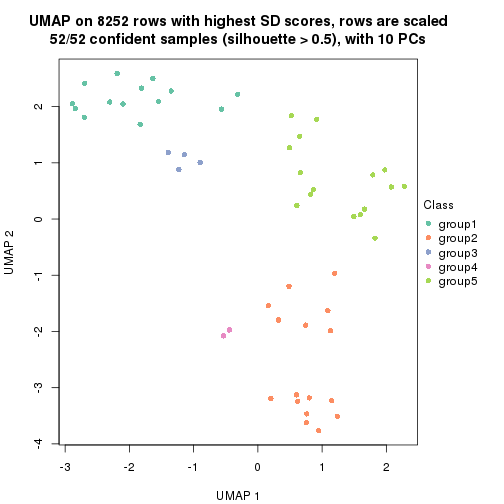 UMAP on 8252 rows with highest SD scores, rows are scaled
52/52 confident samples (silhouette > 0.5), with 10 PCs
2
1
0
-1
-2
-3
-4
UMAP 2
-3
-2
-1
0
1
2
UMAP 1
Class
group1
group2
group3
group4
group5